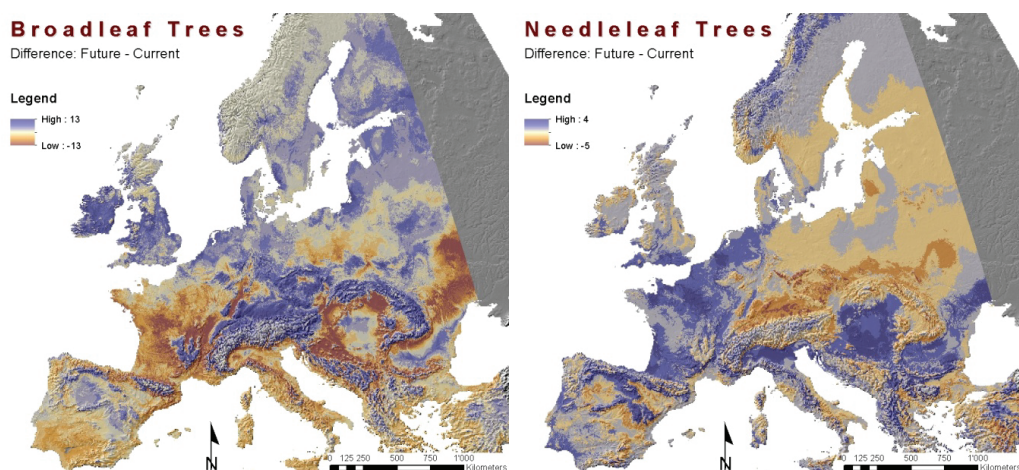 Broadleaf Trees
Difference: Future - Current
Legend
High : 13
Low : -13
N
0 125 250 500 750 1'000
Kilometers
Needleleaf Trees
Difference: Future - Current
Legend
High : 4
Low : -5
N
0 125 250 500 750 1'000
Kilometers